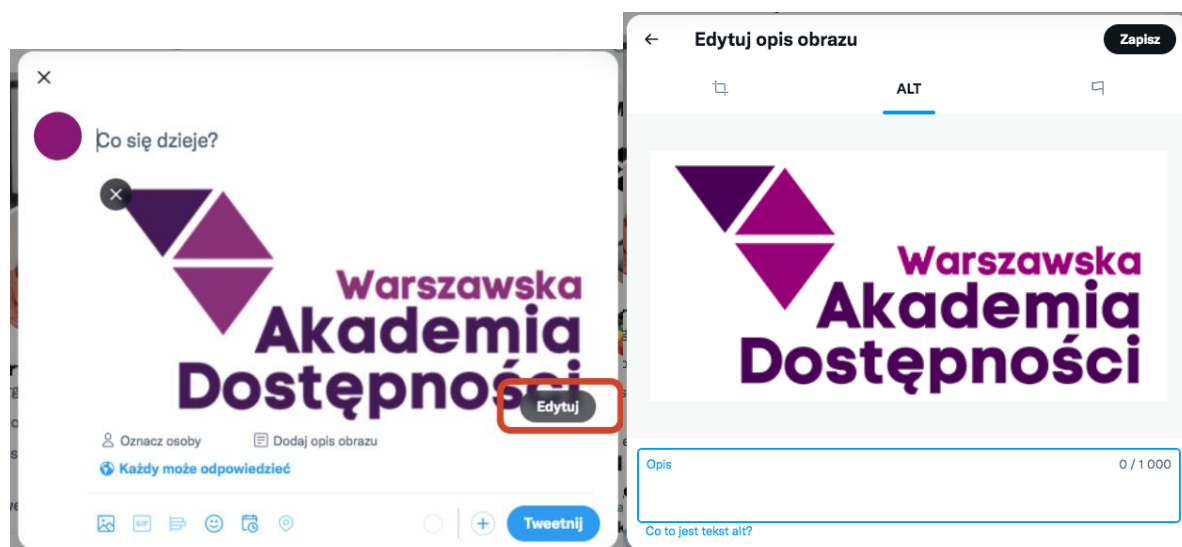 Co się dzieje?
Warszawska
Akademia
Dostępności
Edytuj
Oznacz osoby
Dodaj opis obrazu
Każdy może odpowiedzieć
GIF
Tweetnij
Edytuj opis obrazu
Zapisz
ALT
Warszawska
Akademia
Dostępności
Opis
0 / 1 000
Co to jest tekst alt?